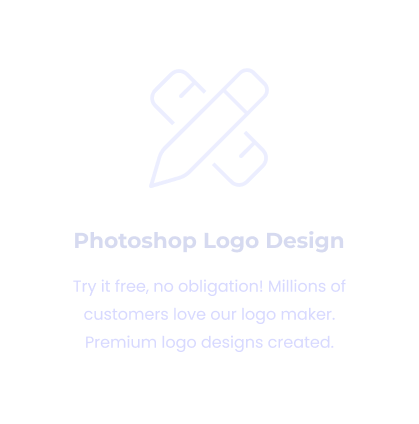 Photoshop Logo Design
Try it free, no obligation! Millions of
customers love our logo maker.
Premium logo designs created.